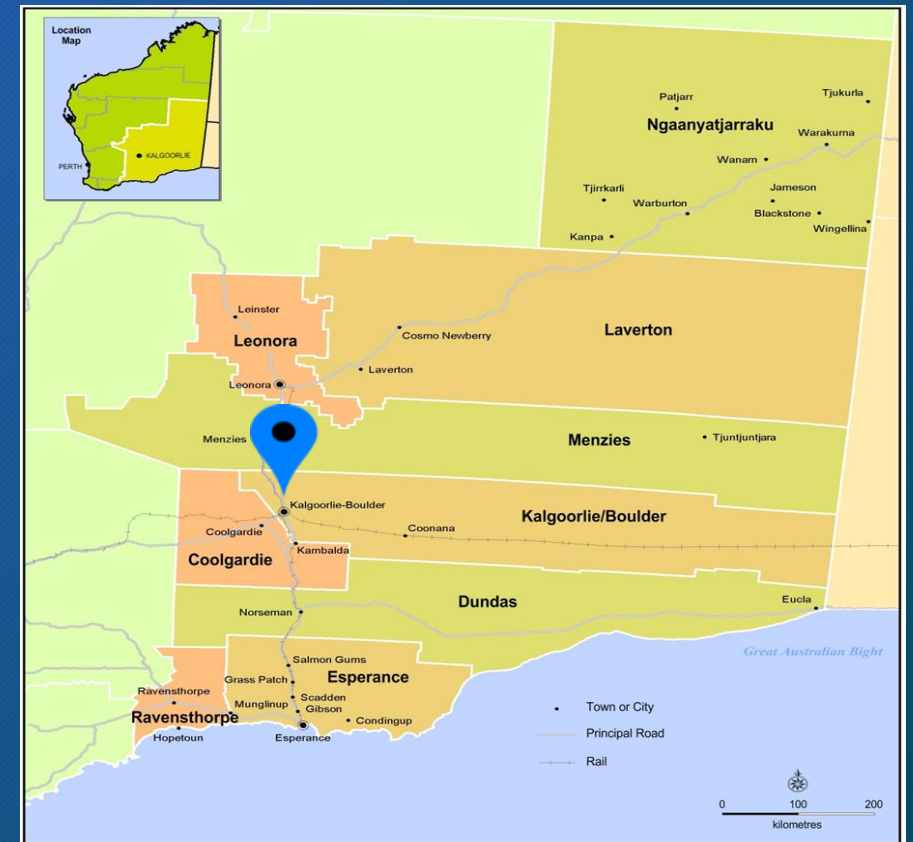 Location
Map
KALGOORLIE
PERTH
Patjarr
Tjukurla
Ngaanyatjarraku
Warakurna
Wanarn
Tjirrkarli
Jameson
Warburton
Blackstone
Wingellina
Kanpa
Leinster
Leonora
Cosmo Newberry
Laverton
Laverton
Leonora
Menzies
Menzies
Tjuntjuntjara
Kalgoorlie-Boulder
Kalgoorlie/Boulder
Coolgardie
Coonana
Kambalda
Coolgardie
Dundas
Eucla
Norseman
Great Australian Bight
Salmon Gums
Esperance
Grass Patch
Ravensthorpe
Scadden
Munglinup
Gibson
Ravensthorpe
Condingup
Hopetoun
Esperance
Town or City
Principal Road
Rail
0 100 200
kilometres